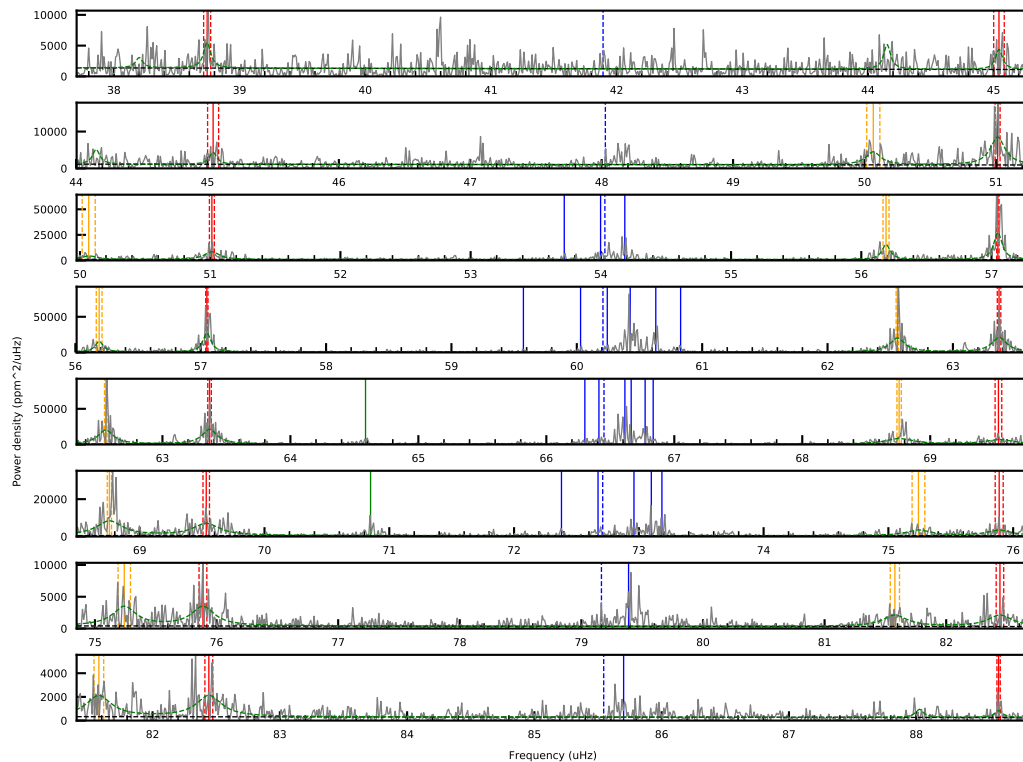 10000
5000
0
38 39 40 41 42 43 44 45
10000
0
44 45 46 47 48 49 50 51
50000
25000
0
50 51 52 53 54 55 56 57
50000
0
56 57 58 59 60 61 62 63
50000
0
63 64 65 66 67 68 69
20000
0
69 70 71 72 73 74 75 76
10000
5000
0
75 76 77 78 79 80 81 82
4000
2000
0
82 83 84 85 86 87 88
Power density (ppm^2/uHz)
Frequency (uHz)